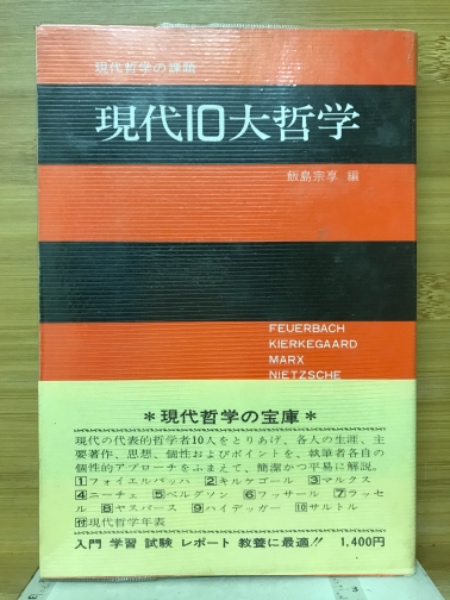 現代哲学の課題
現代10大哲学
飯島宗享 編
FEUERBACH
KIERKEGAARD
MARX
NIETZSCHE
*現代哲学の宝庫*
現代の代表的哲学者10人をとりあげ、各人の生涯、主
要著作、思想、個性およびポイントを、執筆者各自の
個性的アプローチをふまえて、簡潔かつ平易に解説。
1フォイエルバッハ 2キルケゴール 3マルクス
4ニーチェ 5ベルグソン 6フッサール 7ラッセ
ル 8ヤスパース 9ハイデッガー 10サルトル
付現代哲学年表
入門 学習 試験 レポート 教養に最適!! 1,400円